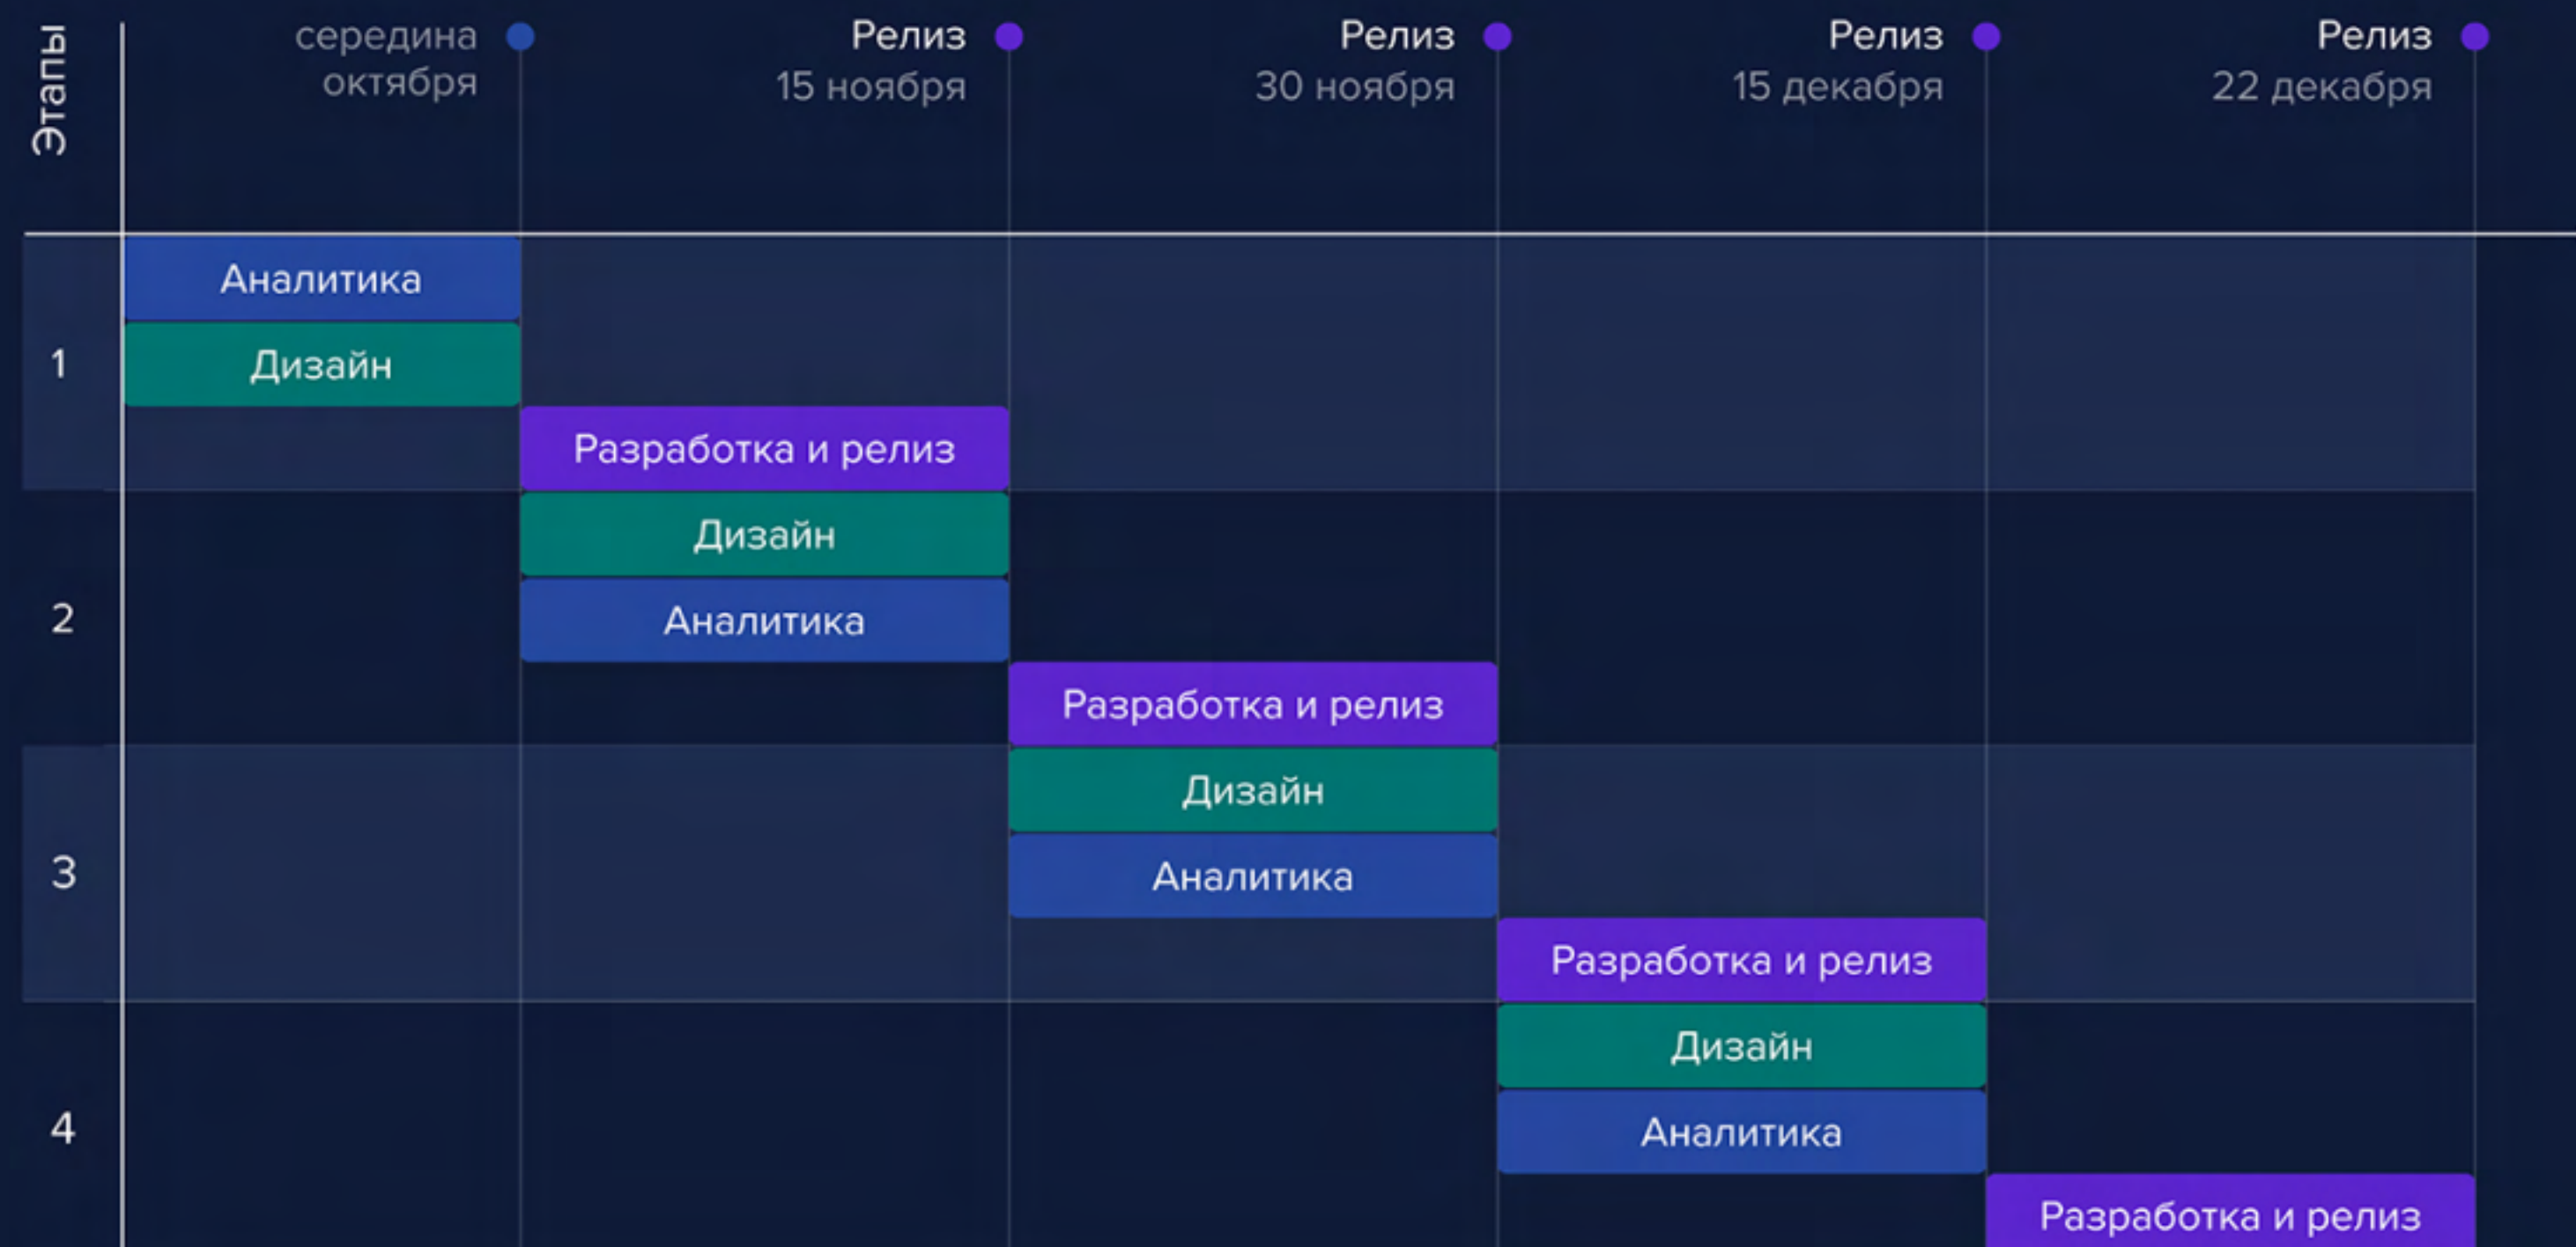 Этапы
середина
октября
Релиз
15 ноября
Релиз
30 ноября
Релиз
15 декабря
Релиз
22 декабря
1
Аналитика
Дизайн
Разработка и релиз
2
Дизайн
Аналитика
Разработка и релиз
3
Дизайн
Аналитика
Разработка и релиз
4
Дизайн
Аналитика
Разработка и релиз